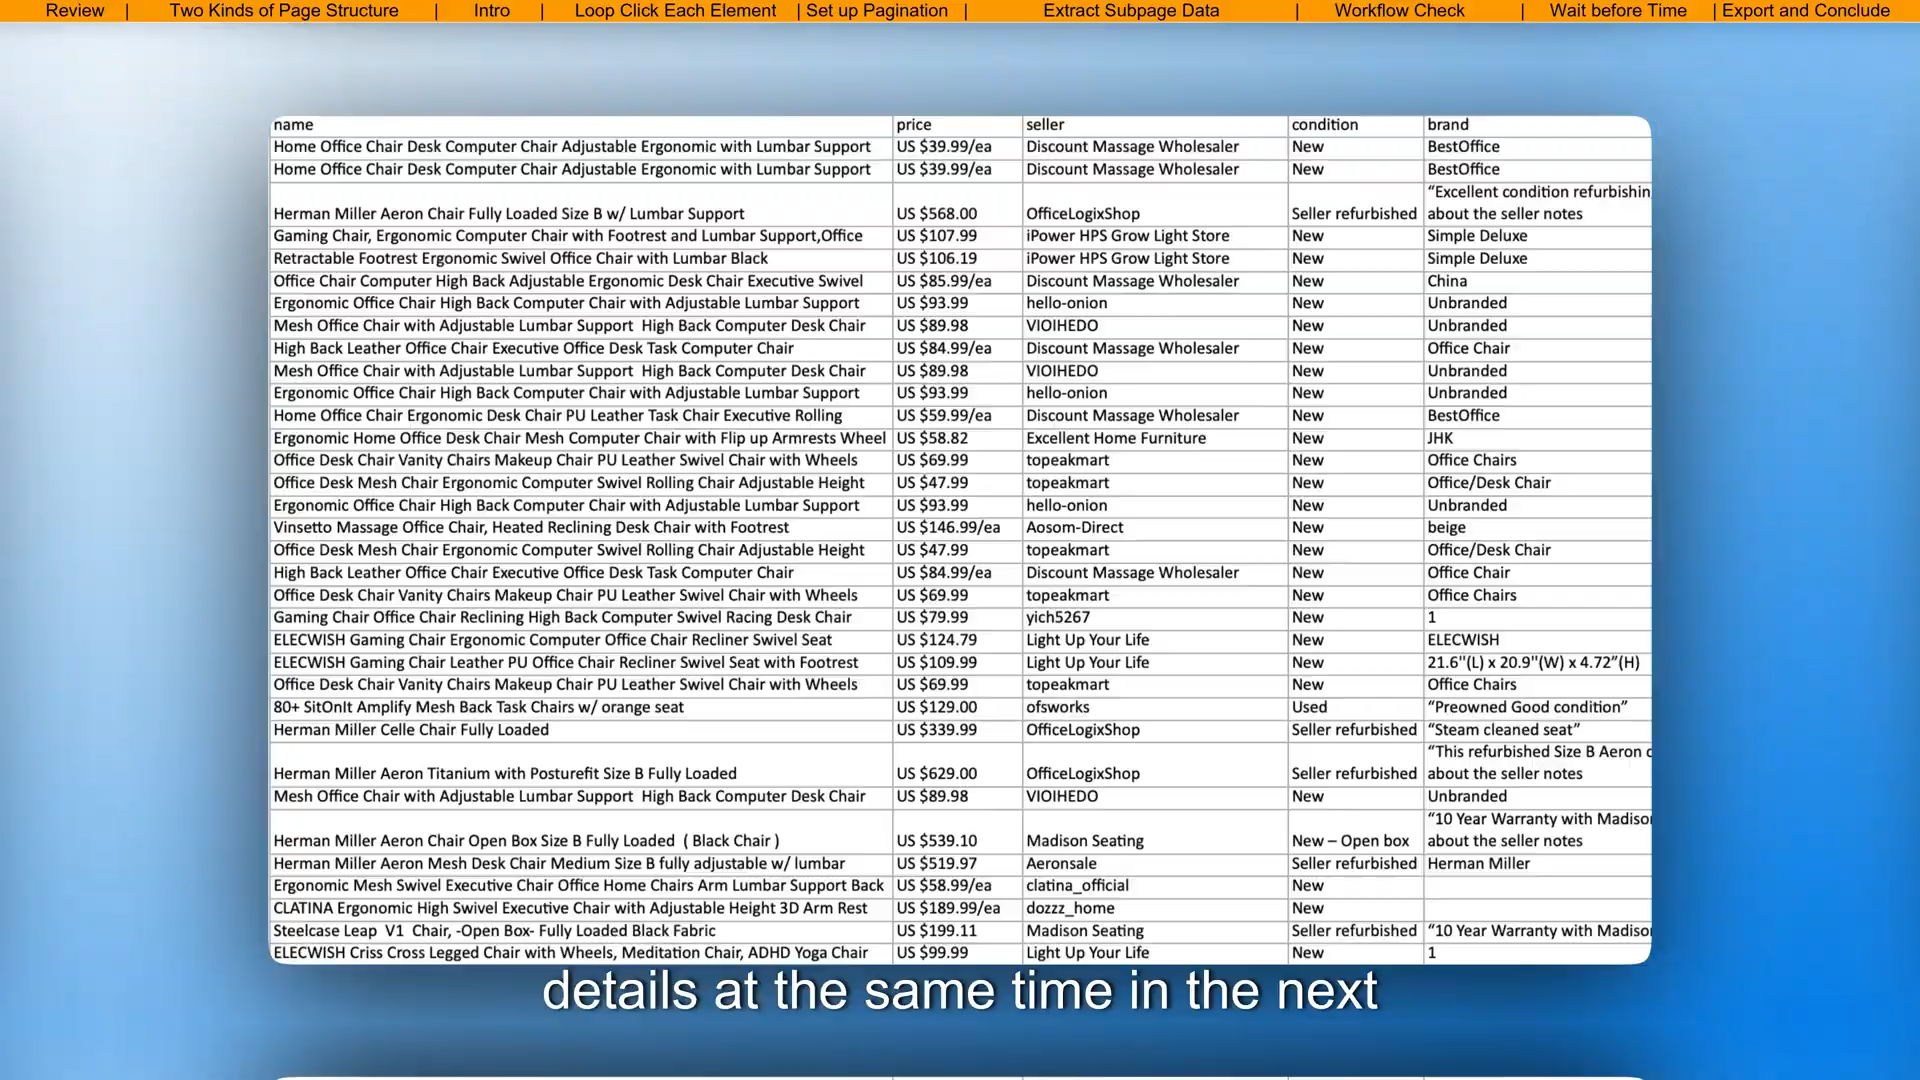 Review | Two Kinds of Page Structure | Intro | Loop Click Each Element | Set up Pagination | Extract Subpage Data | Workflow Check | Wait before Time | Export and Conclude
name price seller condition brand
Home Office Chair Desk Computer Chair Adjustable Ergonomic with Lumbar Support US $39.99/ea Discount Massage Wholesaler New BestOffice
Home Office Chair Desk Computer Chair Adjustable Ergonomic with Lumbar Support US $39.99/ea Discount Massage Wholesaler New BestOffice
“Excellent condition refurbishin
Herman Miller Aeron Chair Fully Loaded Size B w/ Lumbar Support US $568.00 OfficeLogixShop Seller refurbished about the seller notes
Gaming Chair, Ergonomic Computer Chair with Footrest and Lumbar Support,Office US $107.99 iPower HPS Grow Light Store New Simple Deluxe
Retractable Footrest Ergonomic Swivel Office Chair with Lumbar Black US $106.19 iPower HPS Grow Light Store New Simple Deluxe
Office Chair Computer High Back Adjustable Ergonomic Desk Chair Executive Swivel US $85.99/ea Discount Massage Wholesaler New China
Ergonomic Office Chair High Back Computer Chair with Adjustable Lumbar Support US $93.99 hello-onion New Unbranded
Mesh Office Chair with Adjustable Lumbar Support High Back Computer Desk Chair US $89.98 VIOIHEDO New Unbranded
High Back Leather Office Chair Executive Office Desk Task Computer Chair US $84.99/ea Discount Massage Wholesaler New Office Chair
Mesh Office Chair with Adjustable Lumbar Support High Back Computer Desk Chair US $89.98 VIOIHEDO New Unbranded
Ergonomic Office Chair High Back Computer Chair with Adjustable Lumbar Support US $93.99 hello-onion New Unbranded
Home Office Chair Ergonomic Desk Chair PU Leather Task Chair Executive Rolling US $59.99/ea Discount Massage Wholesaler New BestOffice
Ergonomic Home Office Desk Chair Mesh Computer Chair with Flip up Armrests Wheel US $58.82 Excellent Home Furniture New JHK
Office Desk Chair Vanity Chairs Makeup Chair PU Leather Swivel Chair with Wheels US $69.99 topeakmart New Office Chairs
Office Desk Mesh Chair Ergonomic Computer Swivel Rolling Chair Adjustable Height US $47.99 topeakmart New Office/Desk Chair
Ergonomic Office Chair High Back Computer Chair with Adjustable Lumbar Support US $93.99 hello-onion New Unbranded
Vinsetto Massage Office Chair, Heated Reclining Desk Chair with Footrest US $146.99/ea Aosom-Direct New beige
Office Desk Mesh Chair Ergonomic Computer Swivel Rolling Chair Adjustable Height US $47.99 topeakmart New Office/Desk Chair
High Back Leather Office Chair Executive Office Desk Task Computer Chair US $84.99/ea Discount Massage Wholesaler New Office Chair
Office Desk Chair Vanity Chairs Makeup Chair PU Leather Swivel Chair with Wheels US $69.99 topeakmart New Office Chairs
Gaming Chair Office Chair Reclining High Back Computer Swivel Racing Desk Chair US $79.99 yich5267 New 1
ELECWISH Gaming Chair Ergonomic Computer Office Chair Recliner Swivel Seat US $124.79 Light Up Your Life New ELECWISH
ELECWISH Gaming Chair Leather PU Office Chair Recliner Swivel Seat with Footrest US $109.99 Light Up Your Life New 21.6"(L) x 20.9"(W) x 4.72”(H)
Office Desk Chair Vanity Chairs Makeup Chair PU Leather Swivel Chair with Wheels US $69.99 topeakmart New Office Chairs
80+ SitOnIt Amplify Mesh Back Task Chairs w/ orange seat US $129.00 ofsworks Used “Preowned Good condition”
Herman Miller Celle Chair Fully Loaded US $339.99 OfficeLogixShop Seller refurbished “Steam cleaned seat”
“This refurbished Size B Aeron c
Herman Miller Aeron Titanium with Posturefit Size B Fully Loaded US $629.00 OfficeLogixShop Seller refurbished about the seller notes
Mesh Office Chair with Adjustable Lumbar Support High Back Computer Desk Chair US $89.98 VIOIHEDO New Unbranded
“10 Year Warranty with Madison
Herman Miller Aeron Chair Open Box Size B Fully Loaded ( Black Chair ) US $539.10 Madison Seating New – Open box about the seller notes
Herman Miller Aeron Mesh Desk Chair Medium Size B fully adjustable w/ lumbar US $519.97 Aeronsale Seller refurbished Herman Miller
Ergonomic Mesh Swivel Executive Chair Office Home Chairs Arm Lumbar Support Back US $58.99/ea clatina_official New
CLATINA Ergonomic High Swivel Executive Chair with Adjustable Height 3D Arm Rest US $189.99/ea dozzz_home New
Steelcase Leap V1 Chair, -Open Box- Fully Loaded Black Fabric US $199.11 Madison Seating Seller refurbished “10 Year Warranty with Madison
ELECWISH Criss Cross Legged Chair with Wheels, Meditation Chair, ADHD Yoga Chair US $99.99 Light Up Your Life New 1
details at the same time in the next